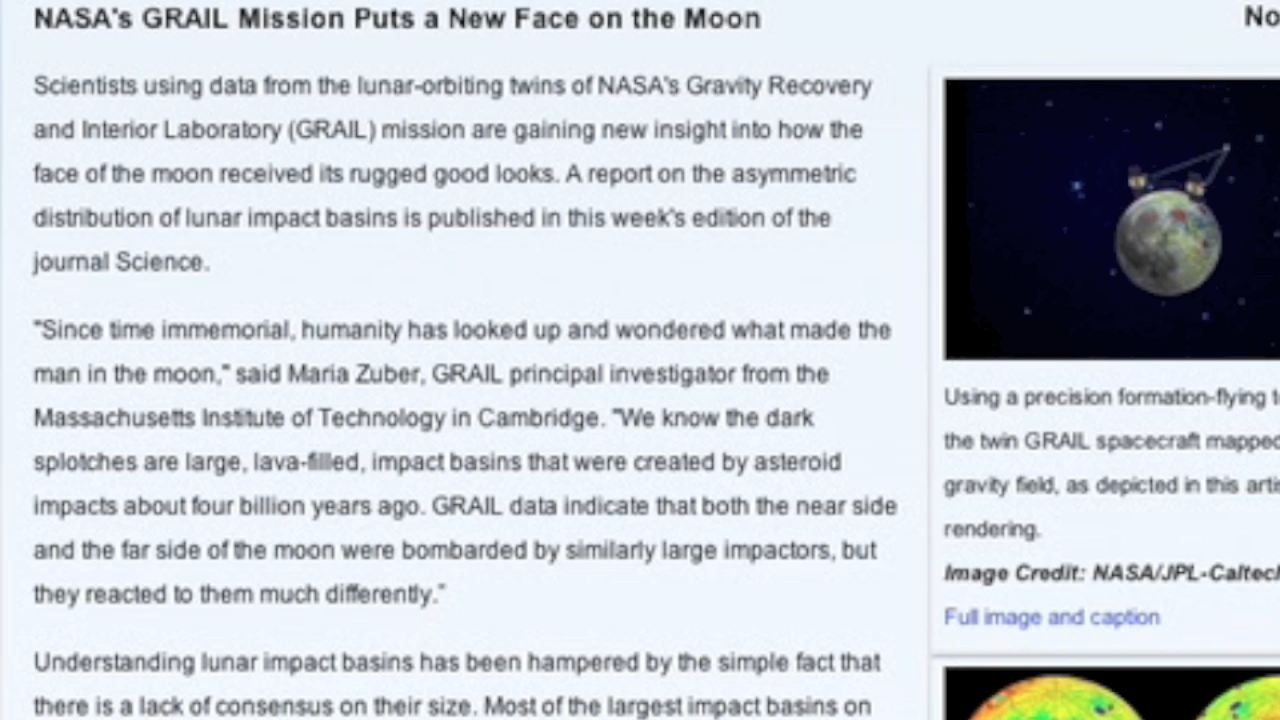 NASA's GRAIL Mission Puts a New Face on the Moon
No
Scientists using data from the lunar-orbiting twins of NASA's Gravity Recovery
and Interior Laboratory (GRAIL) mission are gaining new insight into how the
face of the moon received its rugged good looks. A report on the asymmetric
distribution of lunar impact basins is published in this week's edition of the
journal Science.
"Since time immemorial, humanity has looked up and wondered what made the
man in the moon," said Maria Zuber, GRAIL principal investigator from the
Massachusetts Institute of Technology in Cambridge. "We know the dark
splotches are large, lava-filled, impact basins that were created by asteroid
impacts about four billion years ago. GRAIL data indicate that both the near side
and the far side of the moon were bombarded by similarly large impactors, but
they reacted to them much differently."
Understanding lunar impact basins has been hampered by the simple fact that
there is a lack of consensus on their size. Most of the largest impact basins on
Using a precision formation-flying t
the twin GRAIL spacecraft mapped
gravity field, as depicted in this arti
rendering.
Image Credit: NASA/JPL-Caltech
Full image and caption